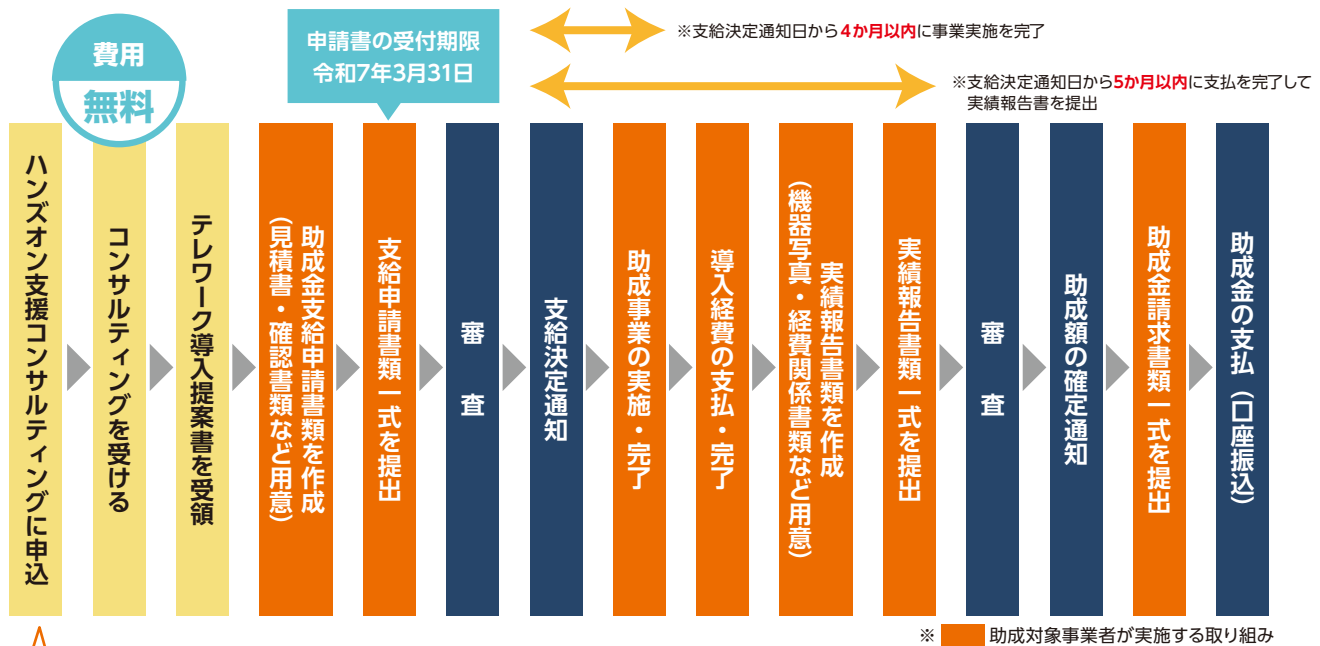 費用
無料
申請書の受付期限
令和7年3月31日
※支給決定通知日から4か月以内に事業実施を完了
※支給決定通知日から5か月以内に支払を完了して
実績報告書を提出
ハンズオン支援コンサルティングに申込
コンサルティングを受ける
テレワーク導入提案書を受領
助成金支給申請書類を作成
(見積書・確認書類など用意)
支給申請書類一式を提出
審査
支給決定通知
助成事業の実施・完了
導入経費の支払・完了
実績報告書類を作成
(機器写真・経費関係書類など用意)
実績報告書類一式を提出
審査
助成額の確定通知
助成金請求書類一式を提出
助成金の支払(口座振込)
※ 助成対象事業者が実施する取り組み